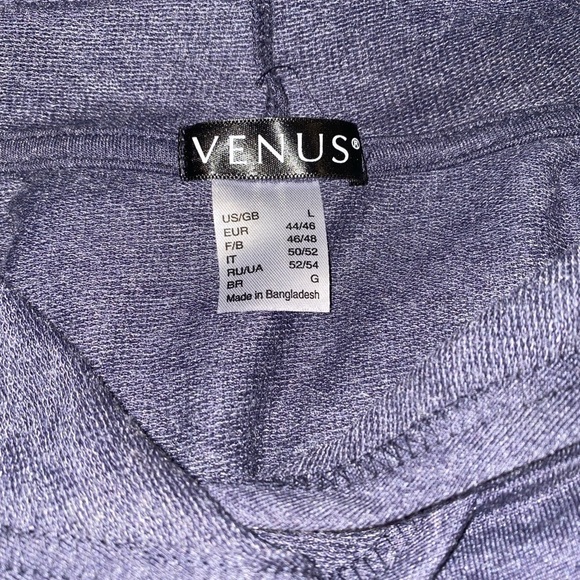 VENUS®
US/GB L
EUR 44/46
F/B 46/48
IT 50/52
RU/UA 52/54
BR G
Made in Bangladesh